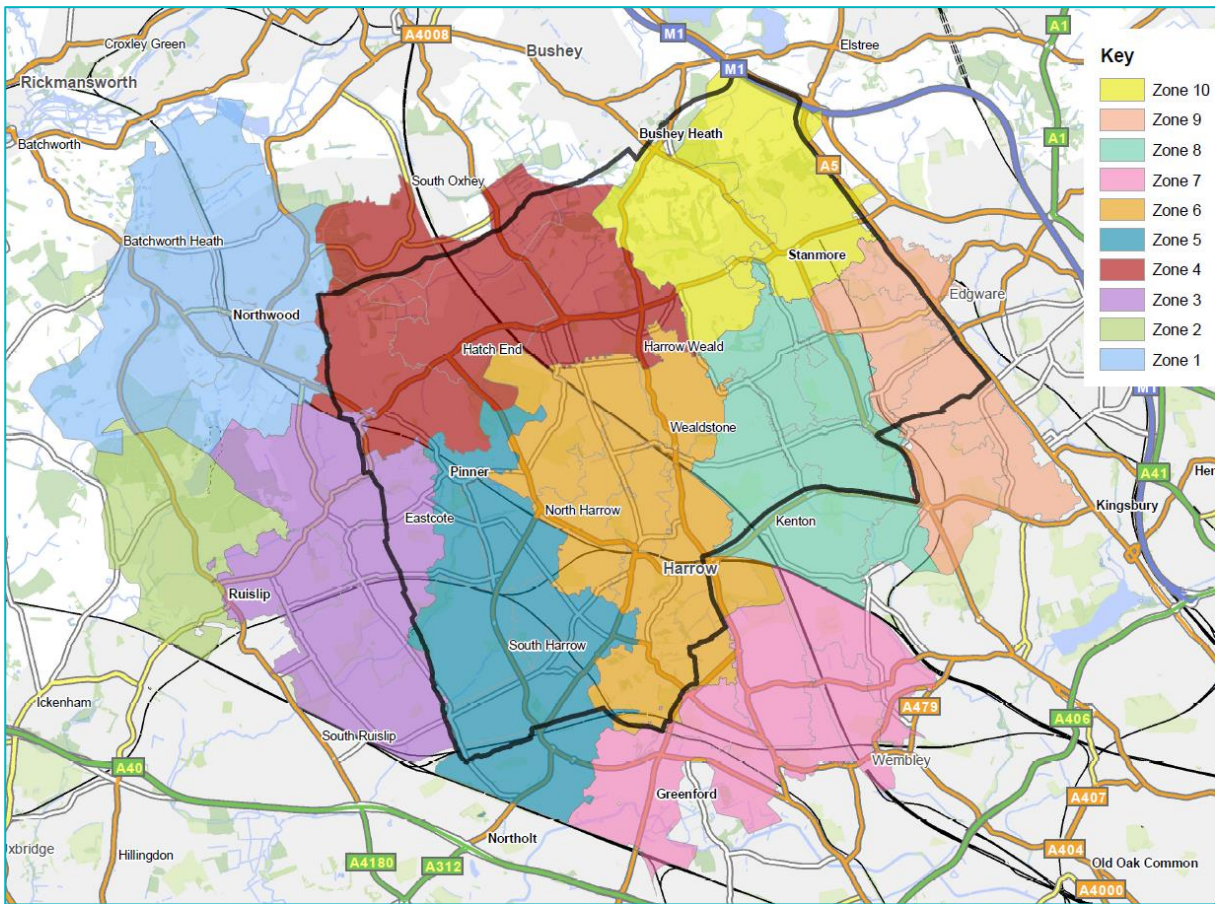 Croxley Green
A4008
Bushey
M1
Elstree
A1
Rickmansworth
M1
Key
Zone 10
Zone 9
Zone 8
Zone 7
Zone 6
Zone 5
Zone 4
Zone 3
Zone 2
Zone 1
Batchworth
Bushey Heath
A1
A5
South Oxhey
Batchworth Heath
Stanmore
Edgware
Northwood
Hatch End
Harrow Weald
M1
Wealdstone
A41
Pinner
Eastcote
North Harrow
Kenton
Kingsbury
Harrow
Ruislip
South Harrow
Ickenham
South Ruislip
A479
A406
A40
Wembley
Greenford
A407
Northolt
Hillingdon
A4180
A312
A404
Old Oak Common
A4000